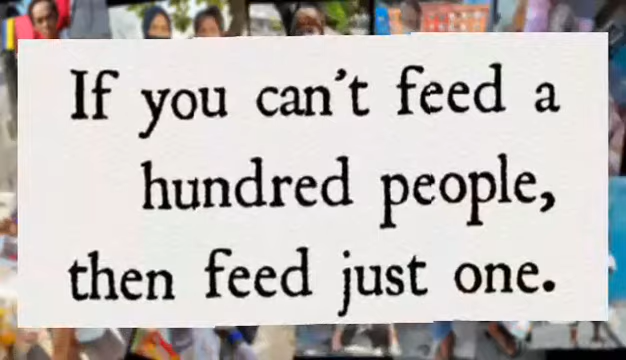 If you can't feed a
hundred people,
then feed just one.